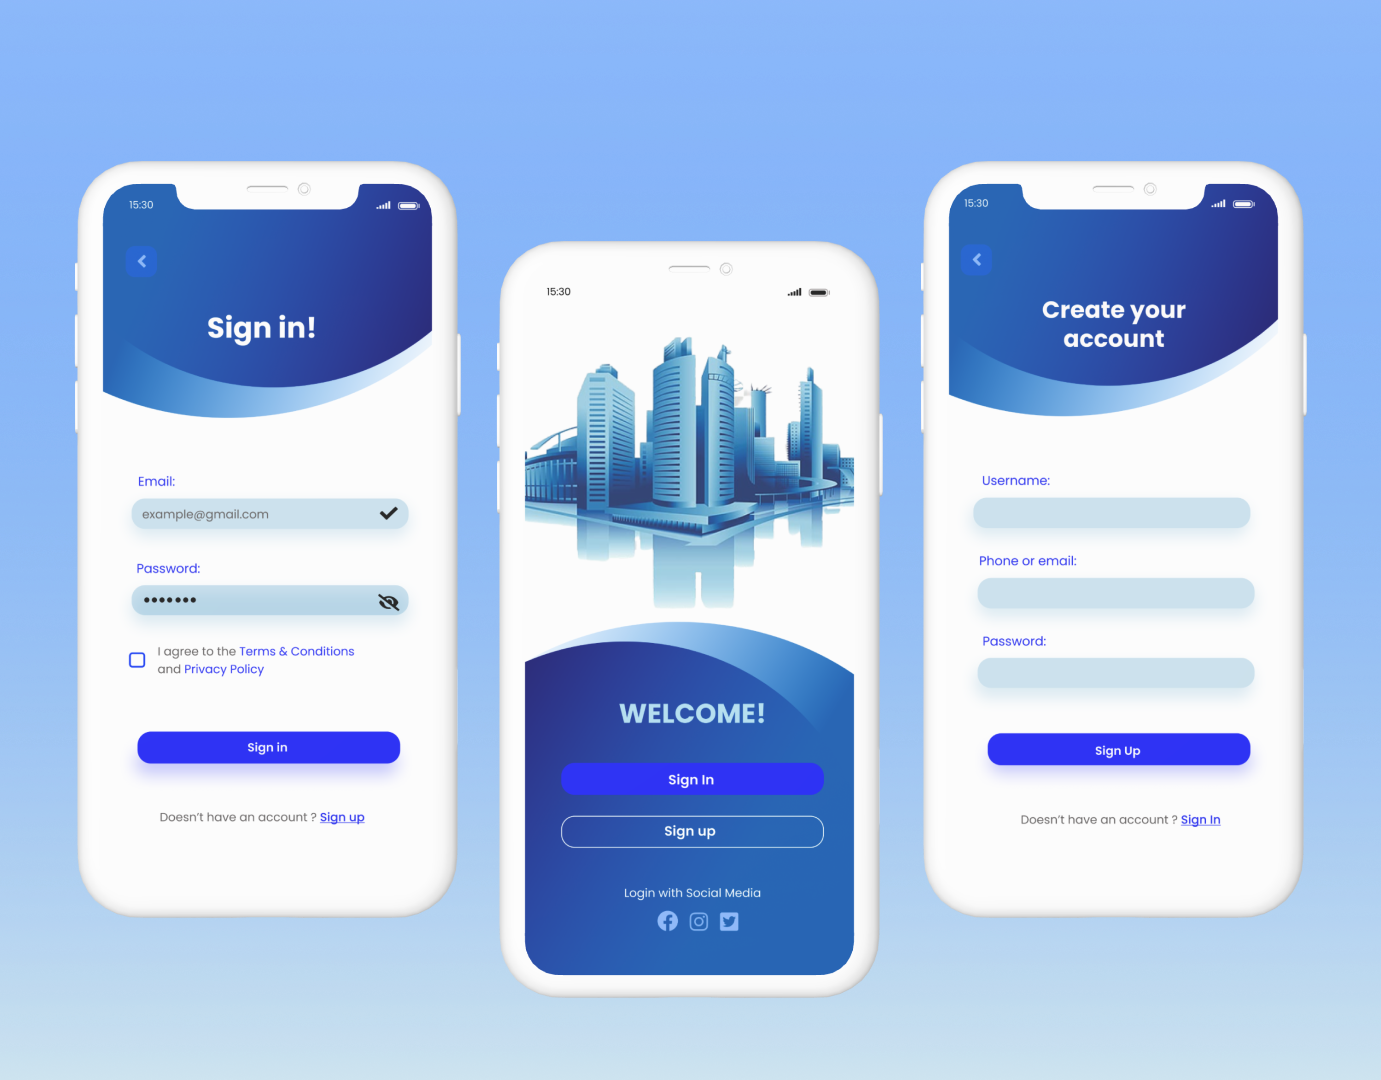 15:30
Sign in!
Email:
example@gmail.com
Password:
•••••••
I agree to the Terms & Conditions
and Privacy Policy
Sign in
Doesn't have an account ? Sign up
15:30
WELCOME!
Sign In
Sign up
Login with Social Media
15:30
Create your
account
Username:
Phone or email:
Password:
Sign Up
Doesn't have an account ? Sign In